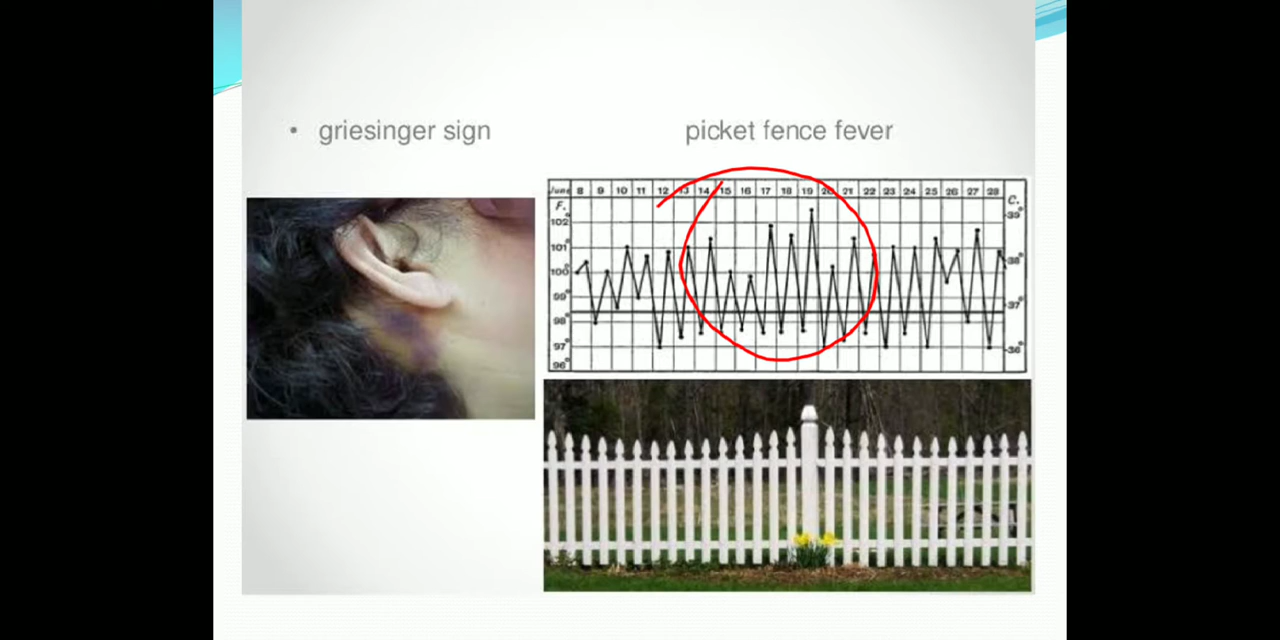 • griesinger sign
picket fence fever
June 8 9 10 11 12 13 14 15 16 17 18 19 20 21 22 23 24 25 26 27 28
F. C.
102° 39°
101°
100° 38°
99° 37°
98°
97° 36°
96°